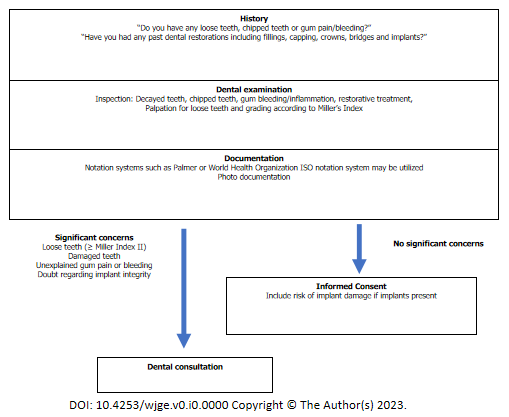 History
“Do you have any loose teeth, chipped teeth or gum pain/bleeding?”
“Have you had any past dental restorations including fillings, capping, crowns, bridges and implants?”
Dental examination
Inspection: Decayed teeth, chipped teeth, gum bleeding/inflammation, restorative treatment,
Palpation for loose teeth and grading according to Miller’s Index
Documentation
Notation systems such as Palmer or World Health Organization ISO notation system may be utilized
Photo documentation
Significant concerns
Loose teeth (≥ Miller Index II)
Damaged teeth
Unexplained gum pain or bleeding
Doubt regarding implant integrity
No significant concerns
Informed Consent
Include risk of implant damage if implants present
Dental consultation
DOI: 10.4253/wjge.v0.i0.0000 Copyright © The Author(s) 2023.